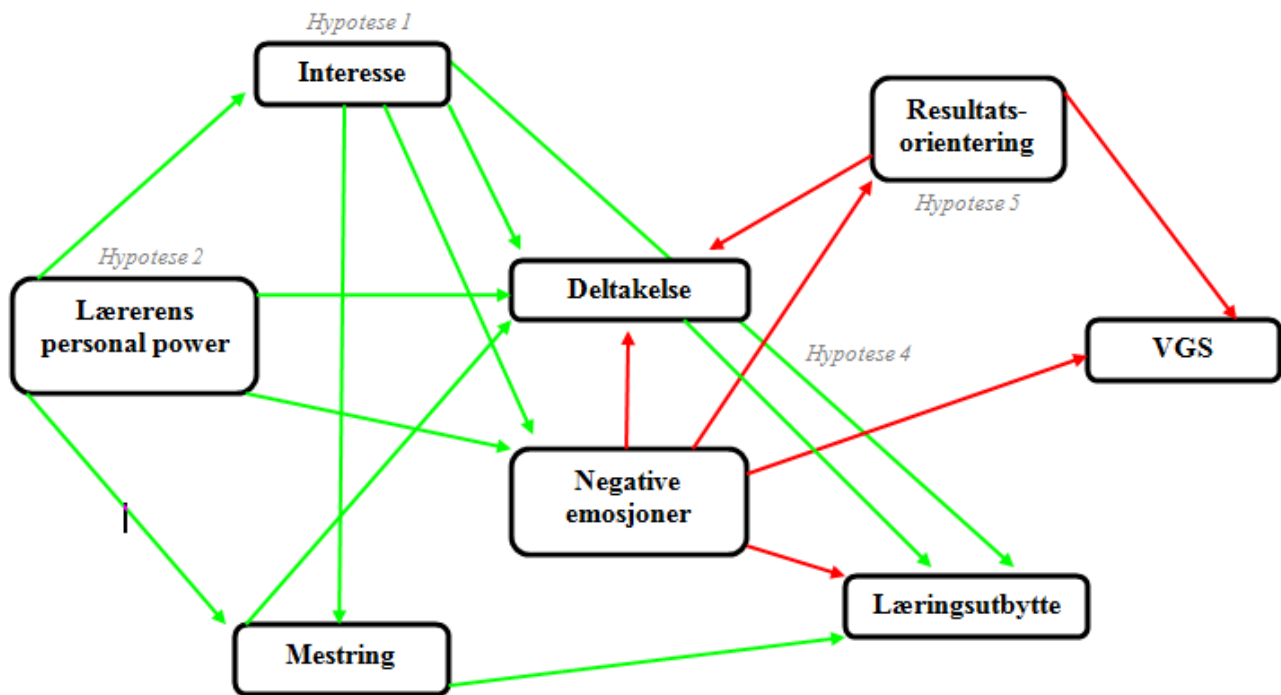 Hypotese 1
Interesse
Resultats-
orientering
Hypotese 5
Hypotese 2
Lærerens
personal power
Deltakelse
Hypotese 4
VGS
Negative
emosjoner
Læringsutbytte
Mestring